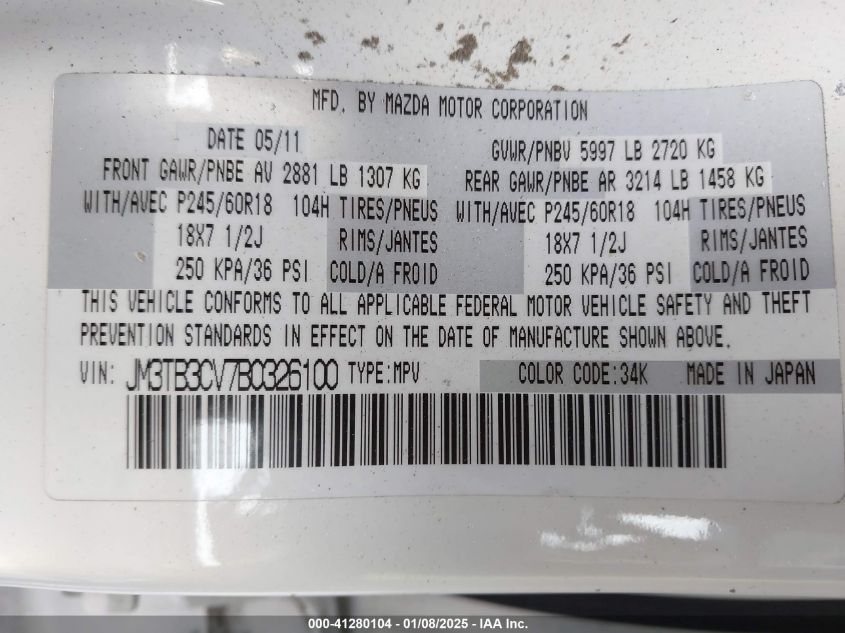 MFD. BY MAZDA MOTOR CORPORATION
DATE 05/11 GVWR/PNBV 5997 LB 2720 KG
FRONT GAWR/PNBE AV 2881 LB 1307 KG REAR GAWR/PNBE AR 3214 LB 1458 KG
WITH/AVEC P245/60R18 104H TIRES/PNEUS WITH/AVEC P245/60R18 104H TIRES/PNEUS
18X7 1/2J RIMS/JANTES 18X7 1/2J RIMS/JANTES
250 KPA/36 PSI COLD/A FROID 250 KPA/36 PSI COLD/A FROID
THIS VEHICLE CONFORMS TO ALL APPLICABLE FEDERAL MOTOR VEHICLE SAFETY AND THEFT
PREVENTION STANDARDS IN EFFECT ON THE DATE OF MANUFACTURE SHOWN ABOVE.
VIN: JM3TB3CV7B0326100 TYPE:MPV COLOR CODE:34K MADE IN JAPAN
000-41280104 - 01/08/2025 - IAA Inc.